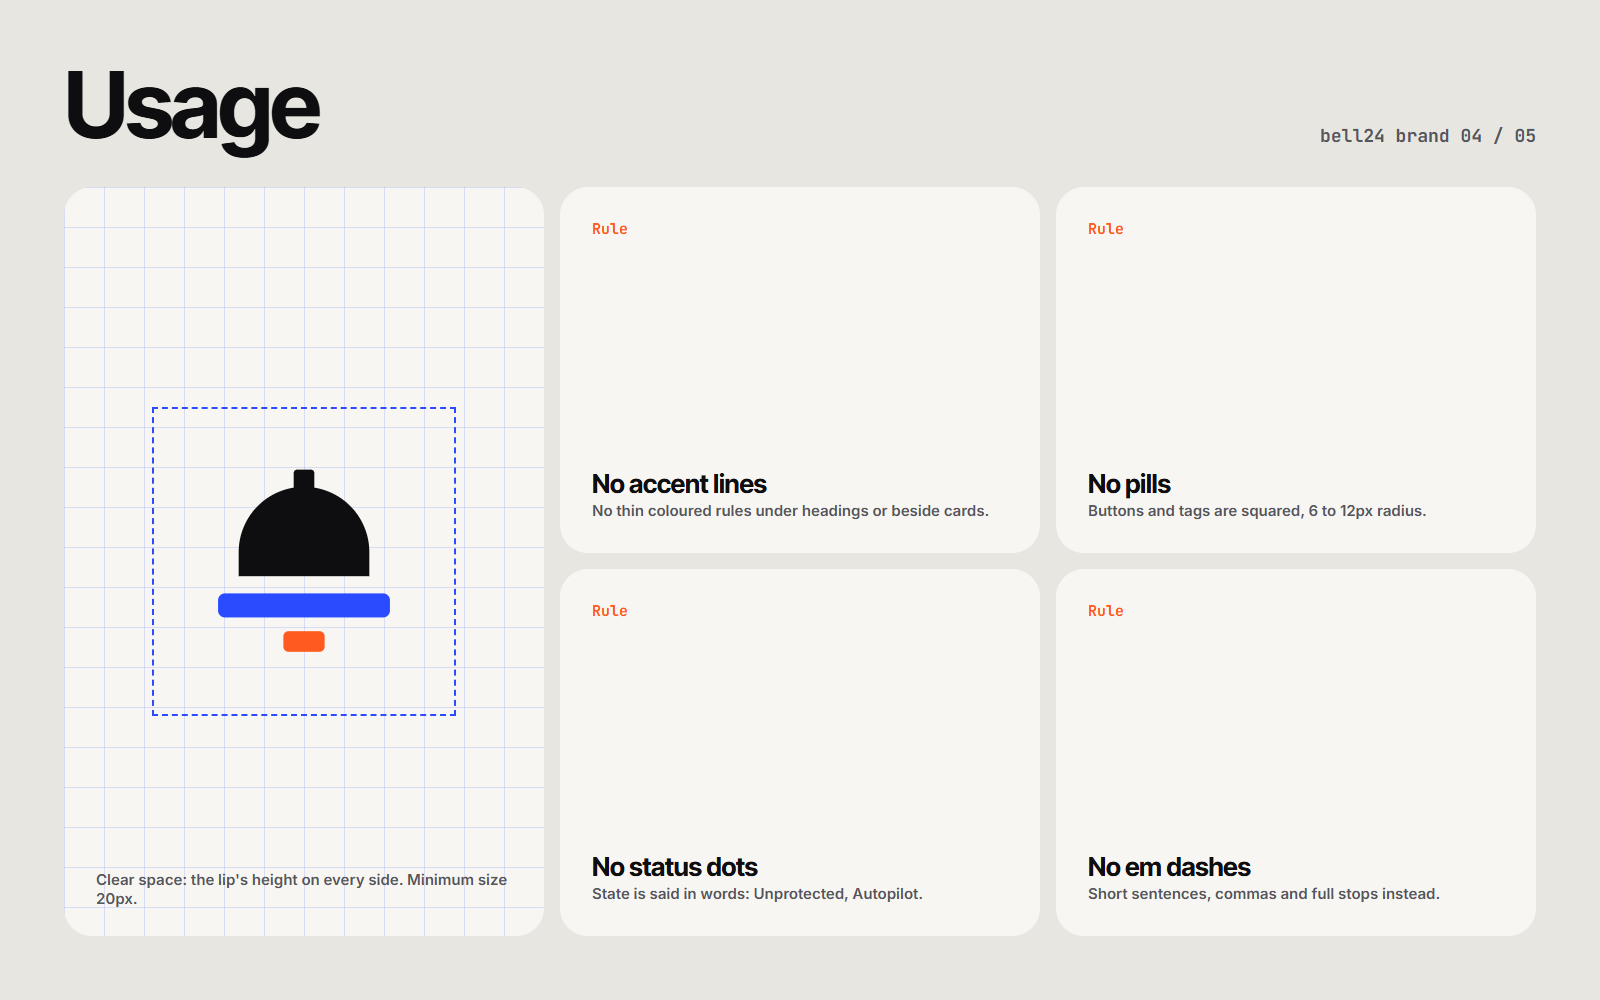 Usage
bell24 brand 04 / 05
Clear space: the lip's height on every side. Minimum size
20px.
Rule
No accent lines
No thin coloured rules under headings or beside cards.
Rule
No pills
Buttons and tags are squared, 6 to 12px radius.
Rule
No status dots
State is said in words: Unprotected, Autopilot.
Rule
No em dashes
Short sentences, commas and full stops instead.